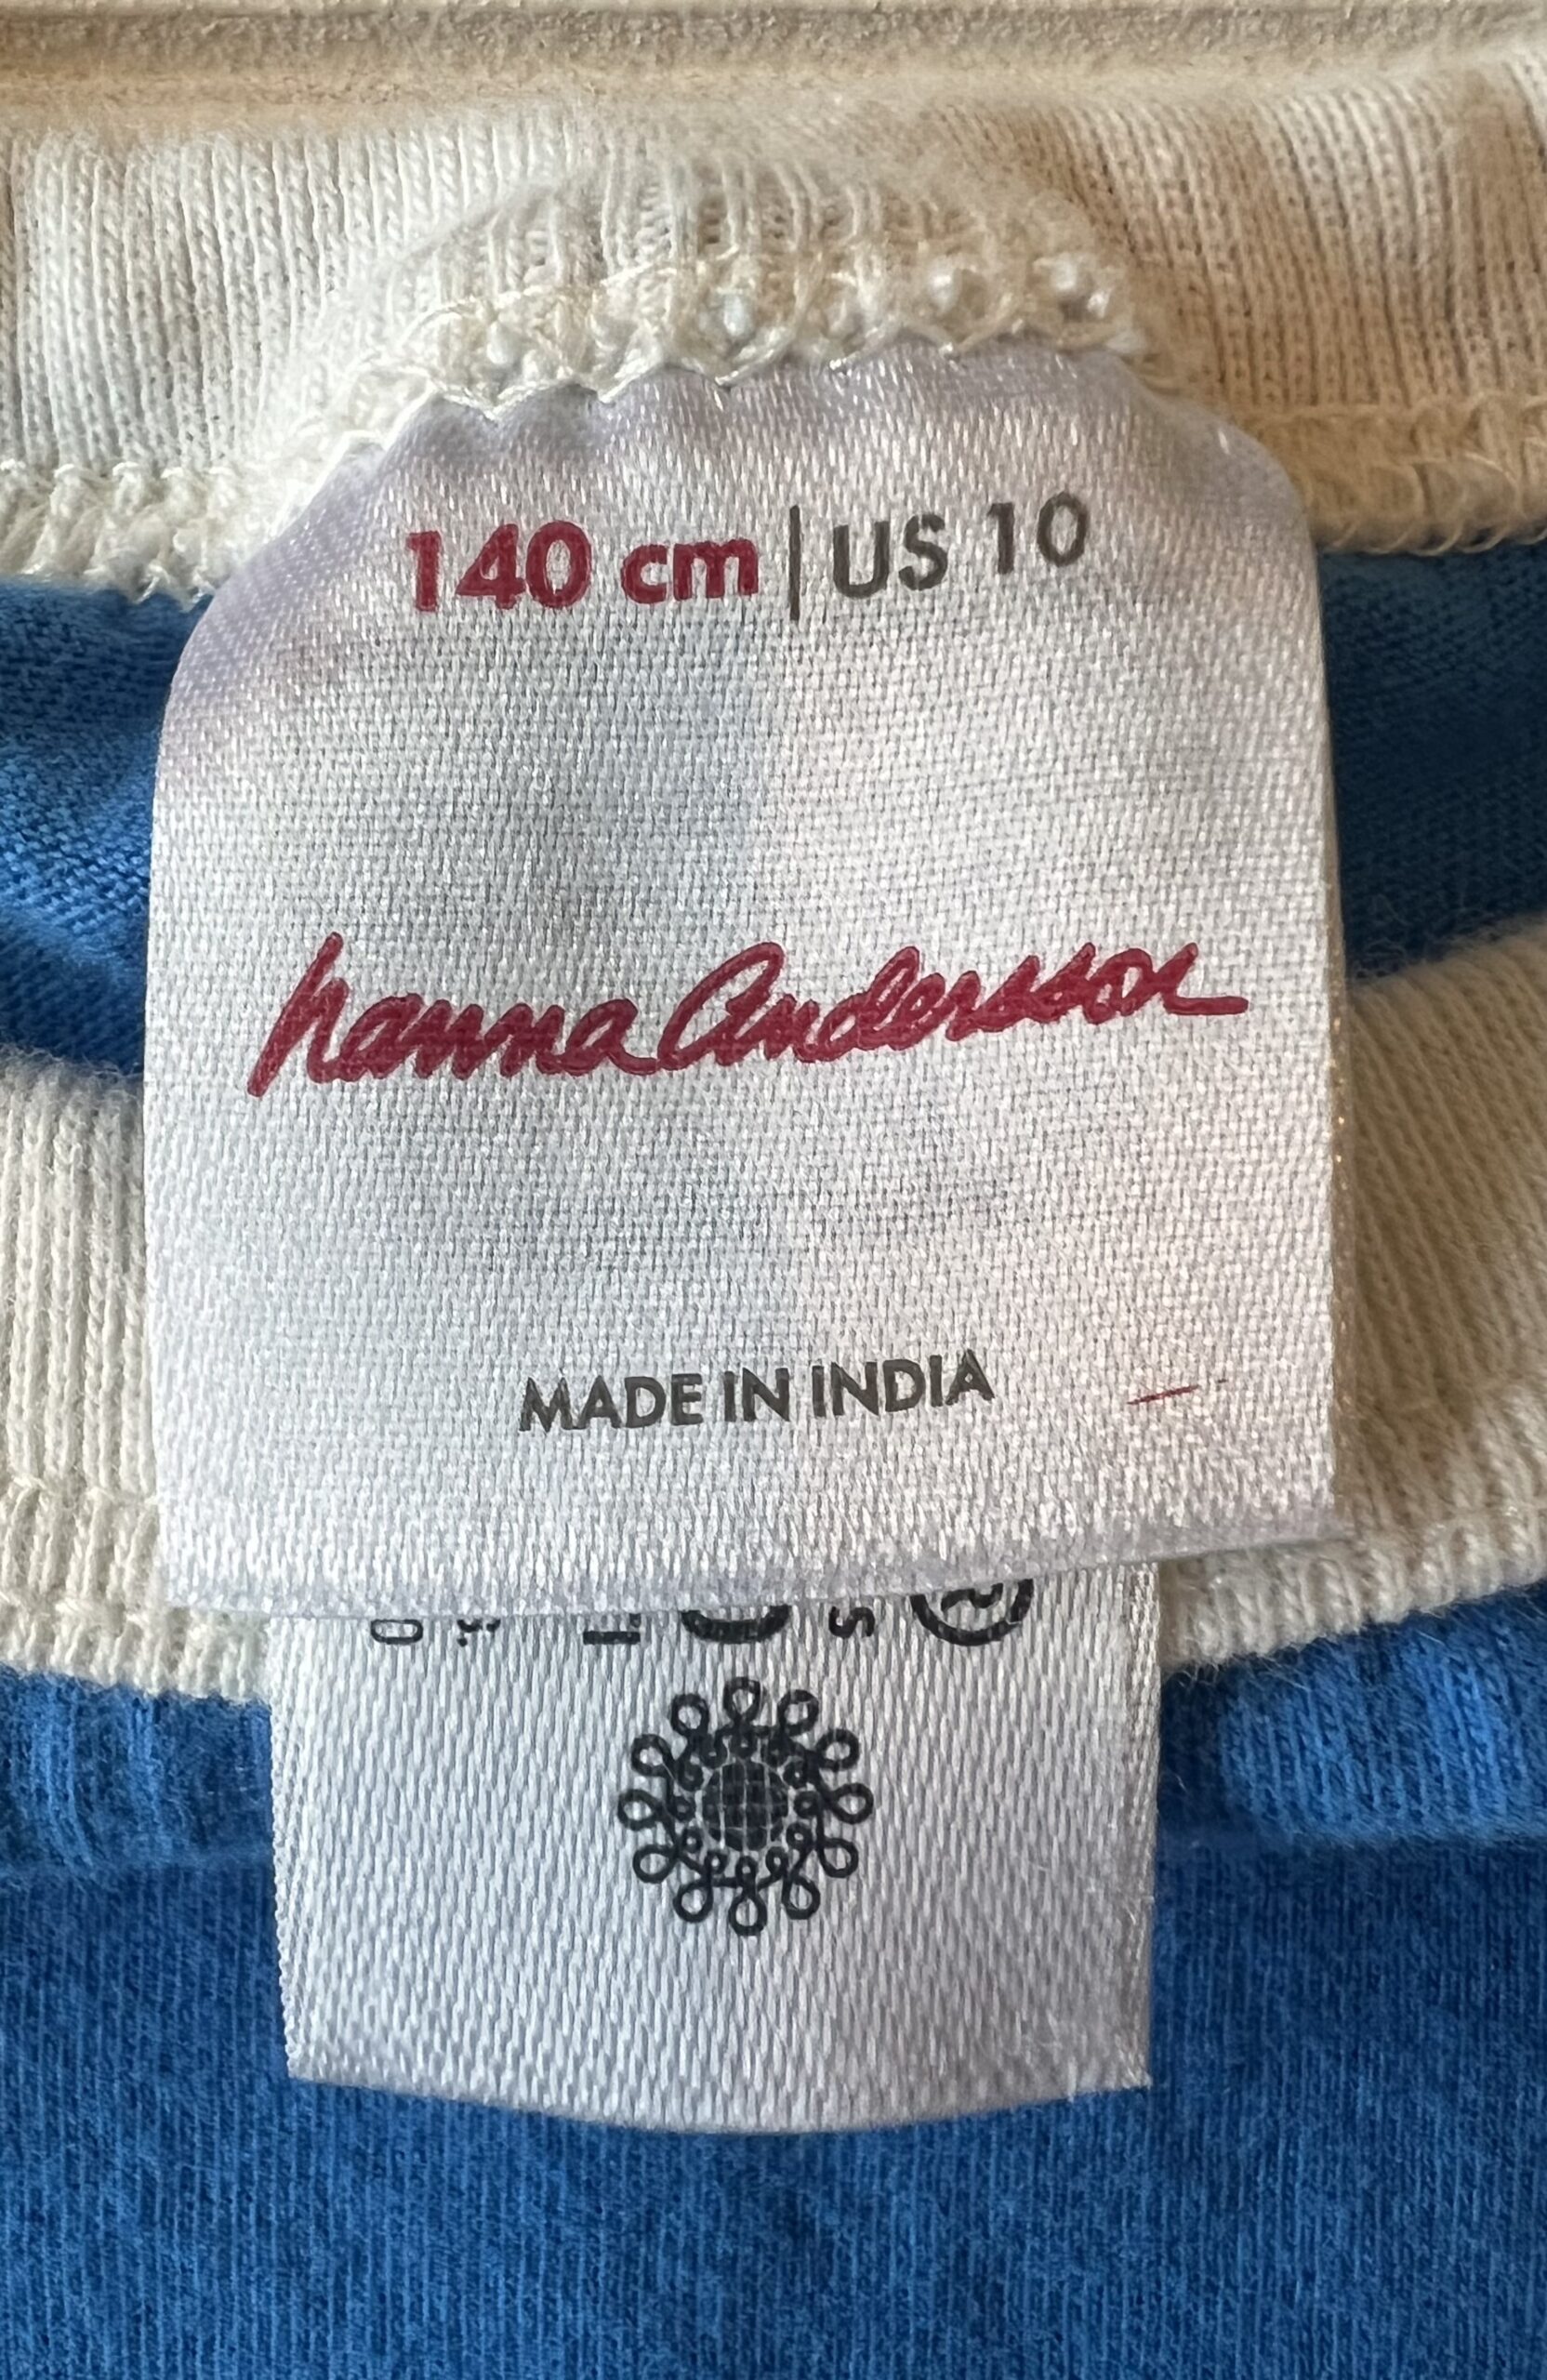 140 cm | US 10
hanna Andersson
MADE IN INDIA